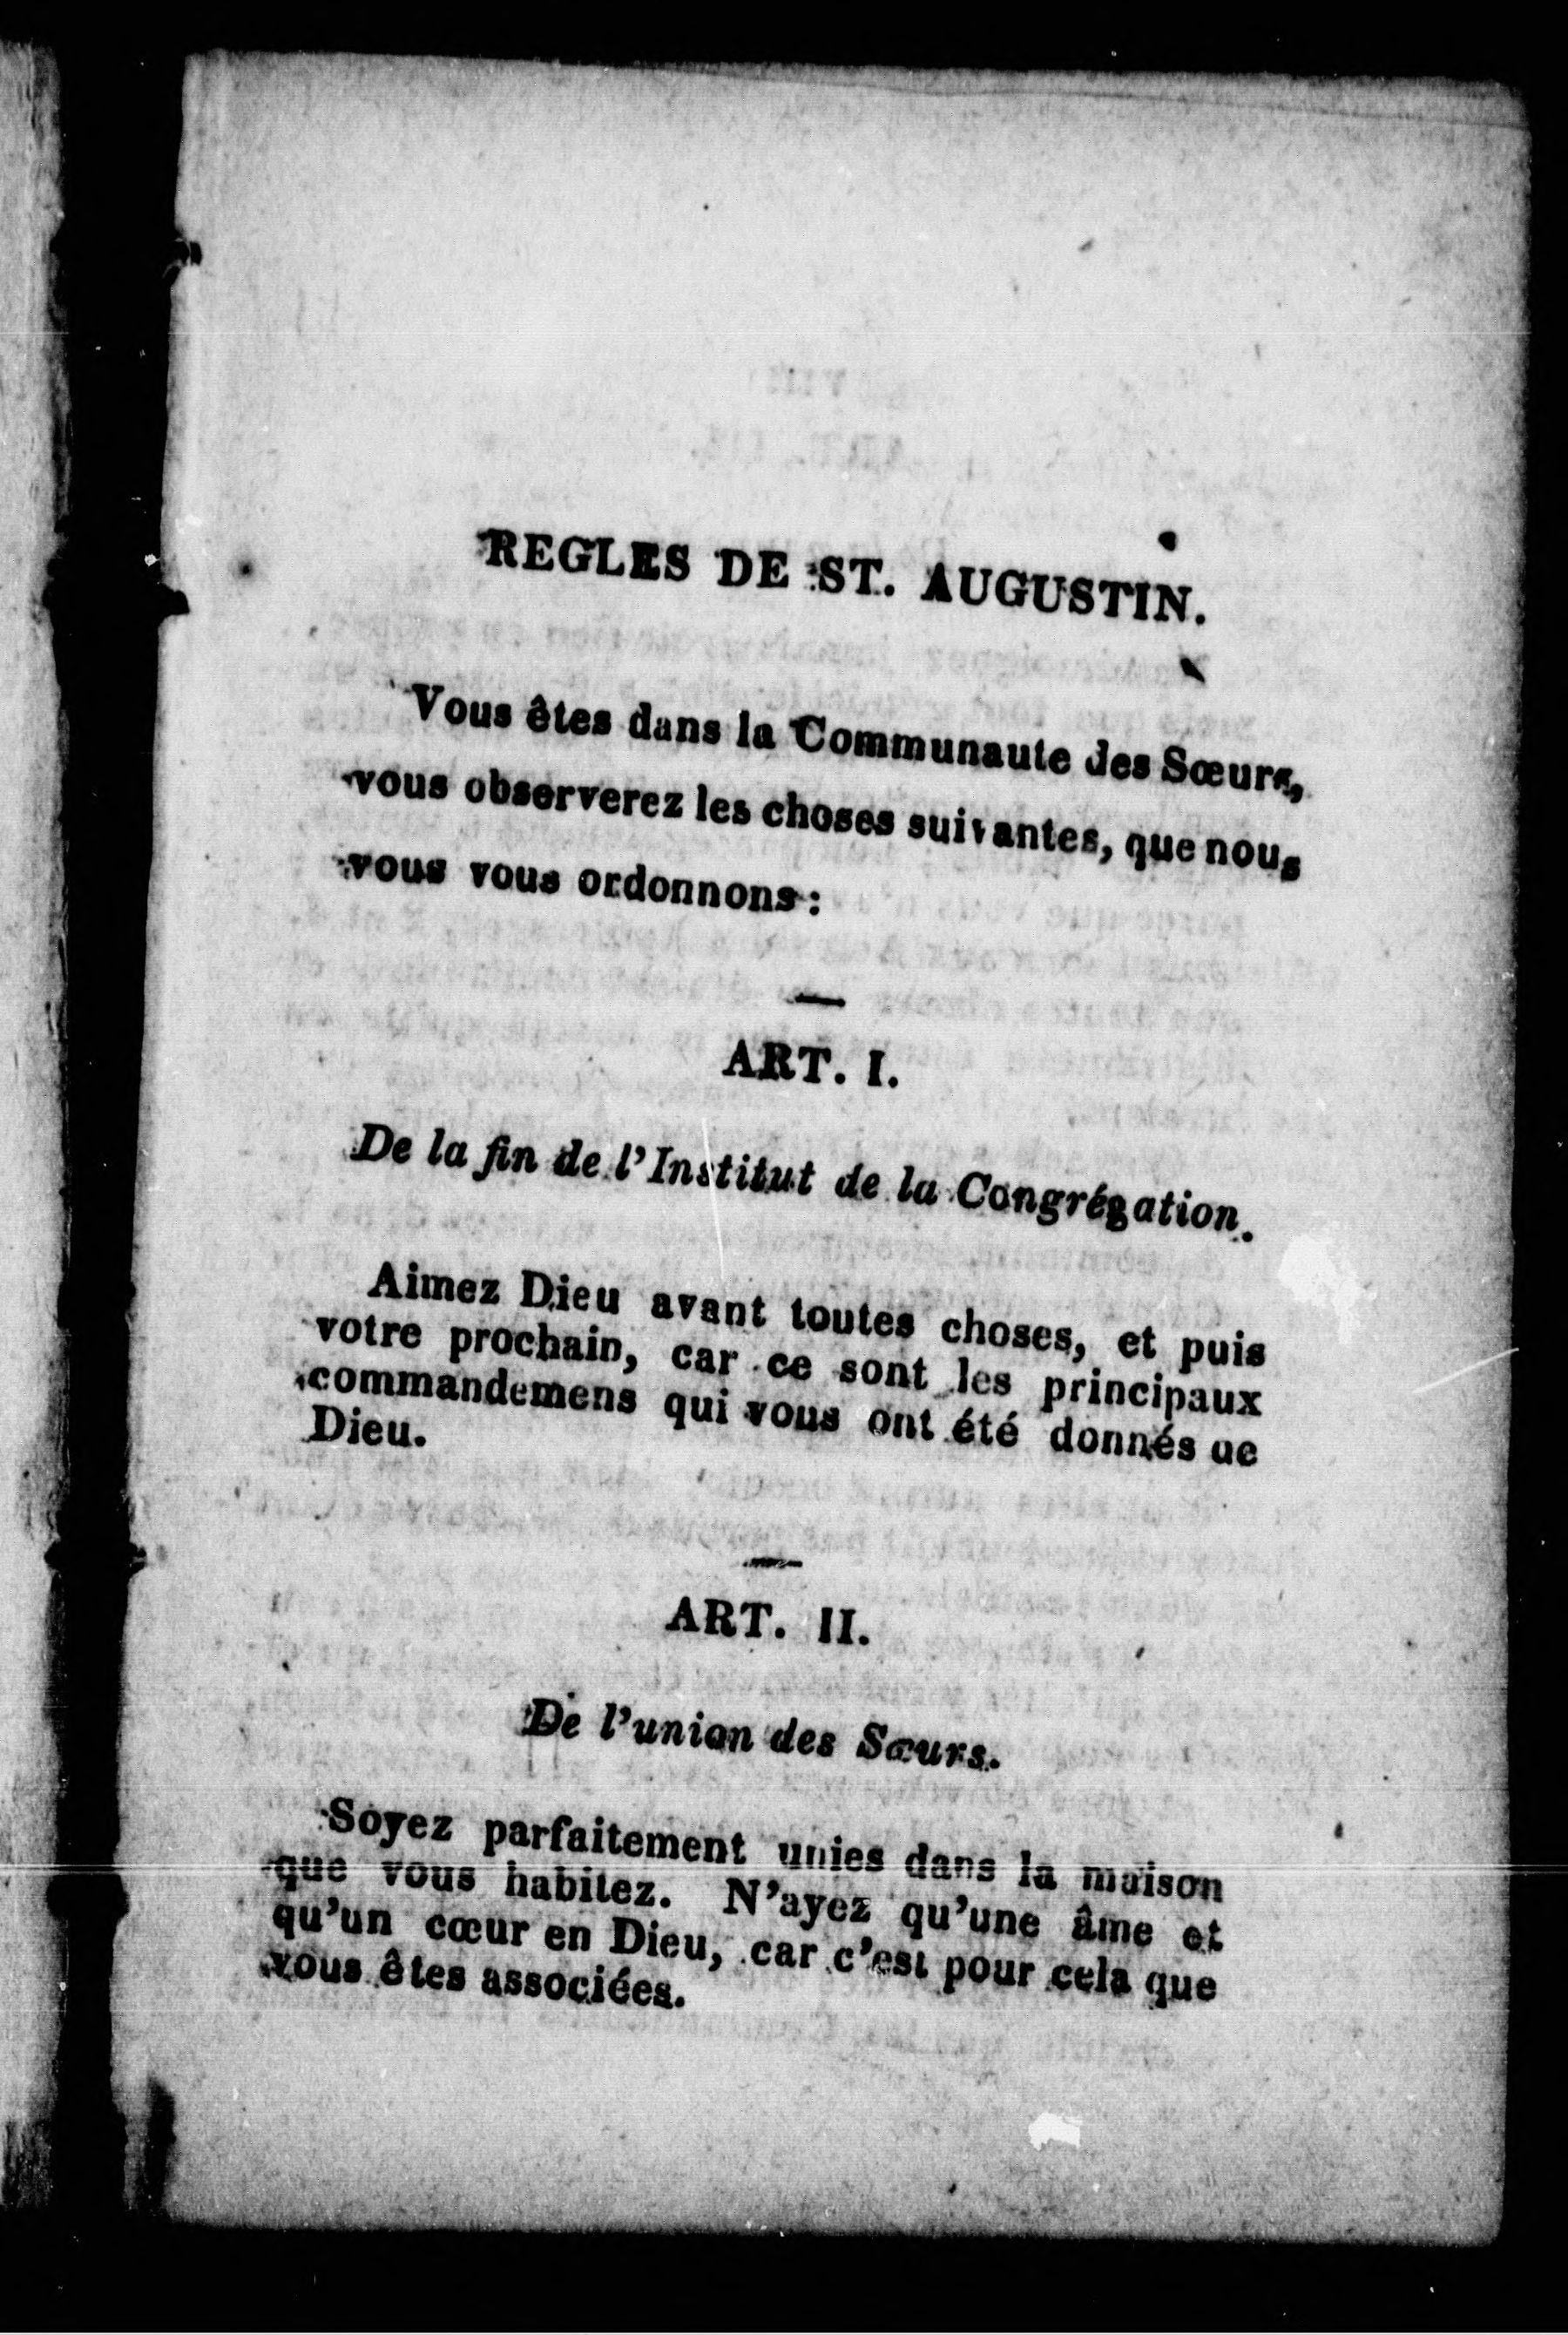 REGLES DE ST. AUGUSTIN.
Vous êtes dans la Communaute des Sœurs,
vous observerez les choses suivantes, que nous
vous vous ordonnons :
ART. I.
De la fin de l'Institut de la Congrégation.
Aimez Dieu avant toutes choses, et puis
votre prochain, car ce sont les principaux
commandemens qui vous ont été donnés de
Dieu.
ART. II.
De l'union des Sœurs.
Soyez parfaitement unies dans la maison
que vous habitez. N'ayez qu'une âme et
qu'un cœur en Dieu, car c'est pour cela que
vous êtes associées.